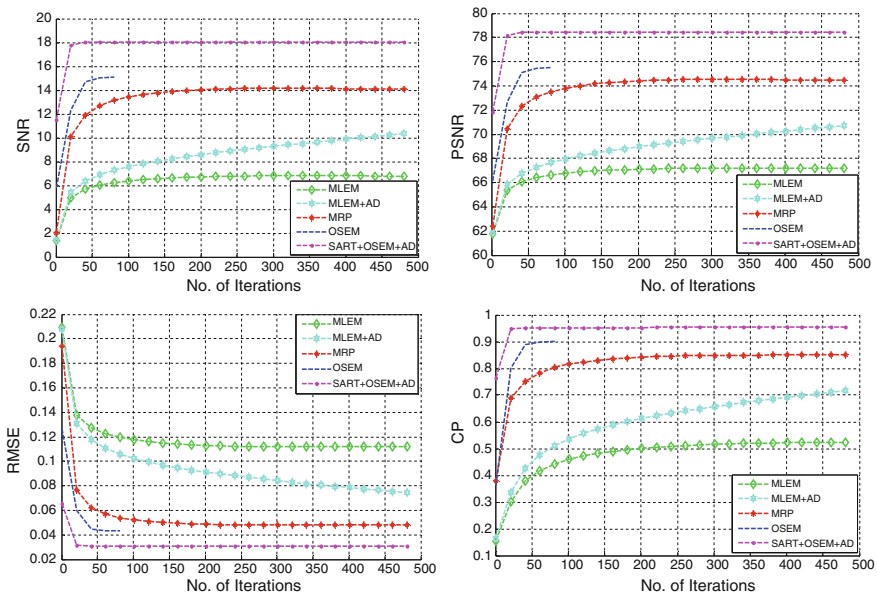 20
18
16
14
12
10
8
6
4
2
0
SNR
0 50 100 150 200 250 300 350 400 450 500
No. of Iterations
MLEM
MLEM+AD
MRP
OSEM
SART+OSEM+AD
80
78
76
74
72
70
68
66
64
62
60
PSNR
0 50 100 150 200 250 300 350 400 450 500
No. of Iterations
MLEM
MLEM+AD
MRP
OSEM
SART+OSEM+AD
0.22
0.2
0.18
0.16
0.14
0.12
0.1
0.08
0.06
0.04
0.02
RMSE
0 50 100 150 200 250 300 350 400 450 500
No. of Iterations
MLEM
MLEM+AD
MRP
OSEM
SART+OSEM+AD
1
0.9
0.8
0.7
0.6
0.5
0.4
0.3
0.2
0.1
CP
0 50 100 150 200 250 300 350 400 450 500
No. of Iterations
MLEM
MLEM+AD
MRP
OSEM
SART+OSEM+AD